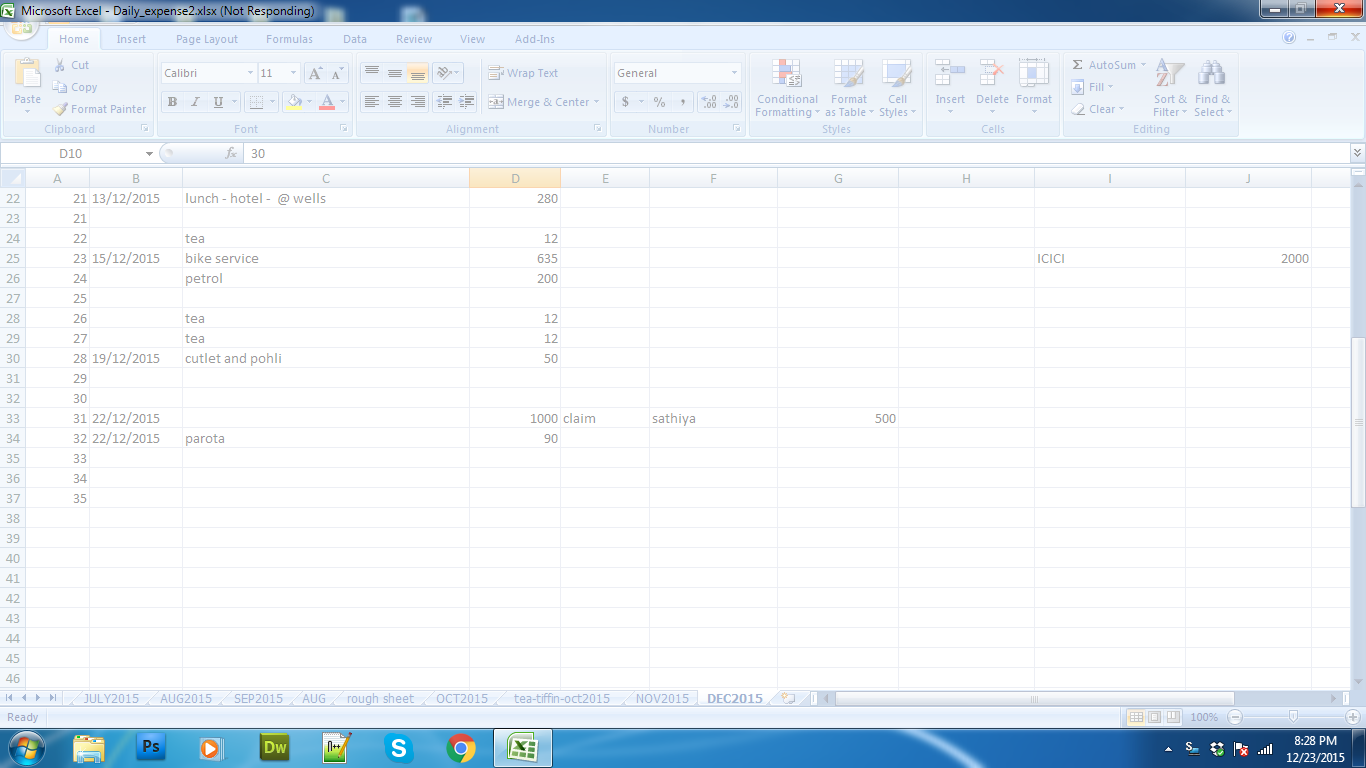 Microsoft Excel - Daily_expense2.xlsx (Not Responding)
Home Insert Page Layout Formulas Data Review View Add-Ins
Paste Cut Copy Format Painter Clipboard
Calibri 11 A A B I U A Font
Wrap Text Merge & Center Alignment
General $ % , .00 .00 Number
Conditional Formatting Format as Table Cell Styles Styles
Insert Delete Format Cells
Σ AutoSum Fill Clear Sort & Filter Find & Select Editing
D10 fx 30
A B C D E F G H I J
22 21 13/12/2015 lunch - hotel - @ wells 280
23 21
24 22 tea 12
25 23 15/12/2015 bike service 635 ICICI 2000
26 24 petrol 200
27 25
28 26 tea 12
29 27 tea 12
30 28 19/12/2015 cutlet and pohli 50
31 29
32 30
33 31 22/12/2015 1000 claim sathiya 500
34 32 22/12/2015 parota 90
35 33
36 34
37 35
38
39
40
41
42
43
44
45
46
JULY2015 AUG2015 SEP2015 AUG rough sheet OCT2015 tea-tiffin-oct2015 NOV2015 DEC2015
Ready 100%
Ps Dw S S 8:28 PM
12/23/2015